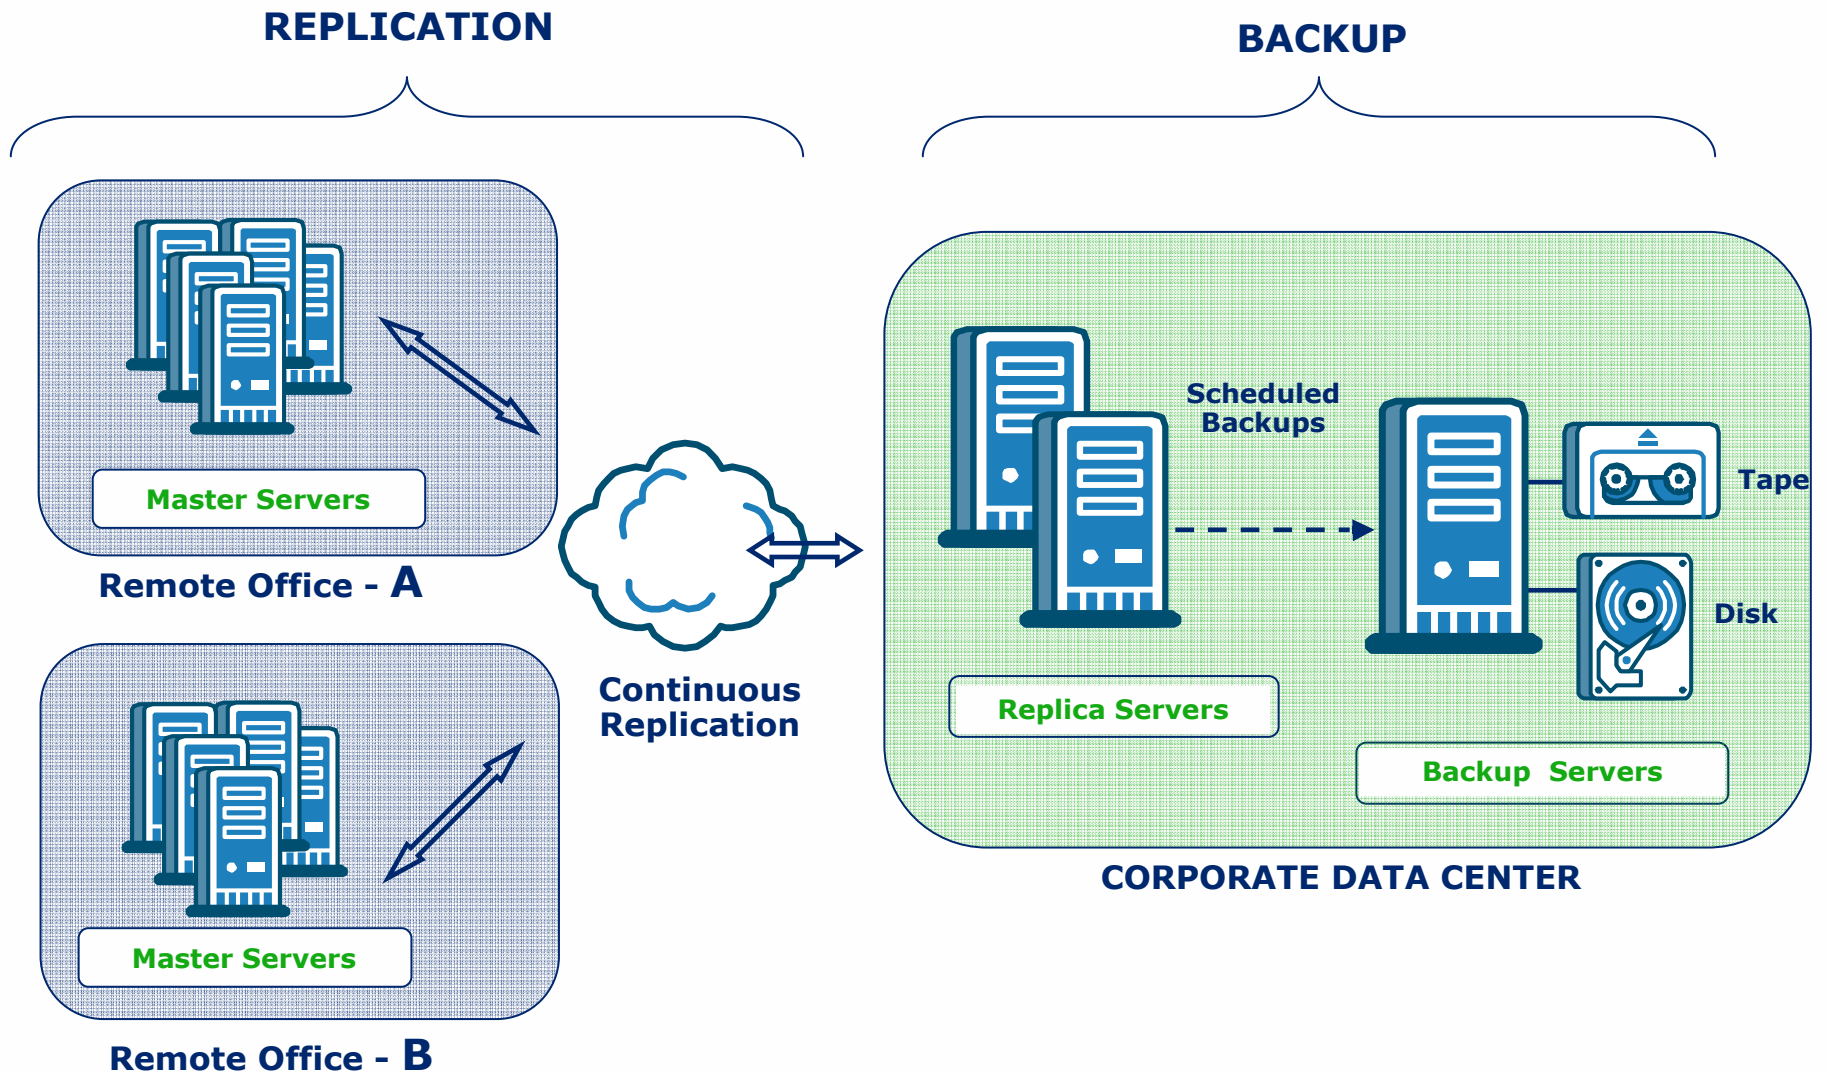 REPLICATION
BACKUP
Master Servers
Remote Office - A
Master Servers
Remote Office - B
Continuous
Replication
Scheduled
Backups
Tape
Disk
Replica Servers
Backup Servers
CORPORATE DATA CENTER